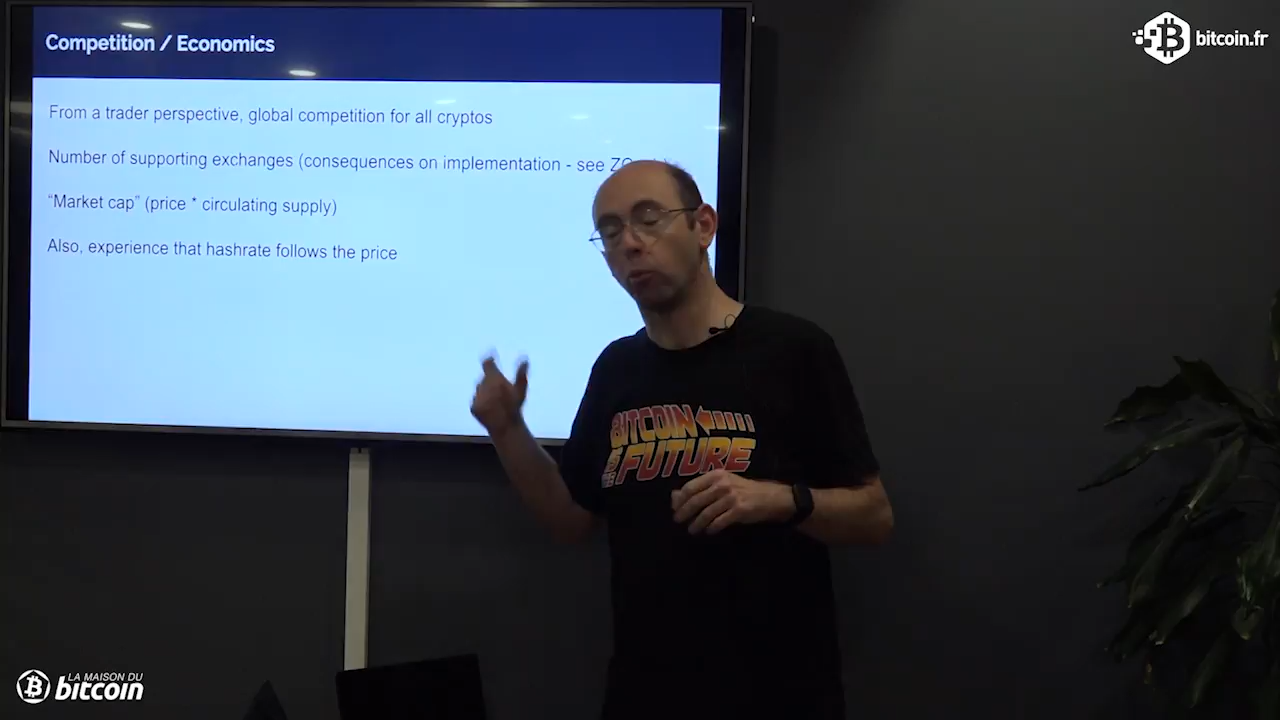 Competition / Economics
From a trader perspective, global competition for all cryptos
Number of supporting exchanges (consequences on implementation - see
"Market cap" (price * circulating supply)
Also, experience that hashrate follows the price
bitcoin.fr
BITCOIN
FUTURE
LA MAISON DU
bitcoin